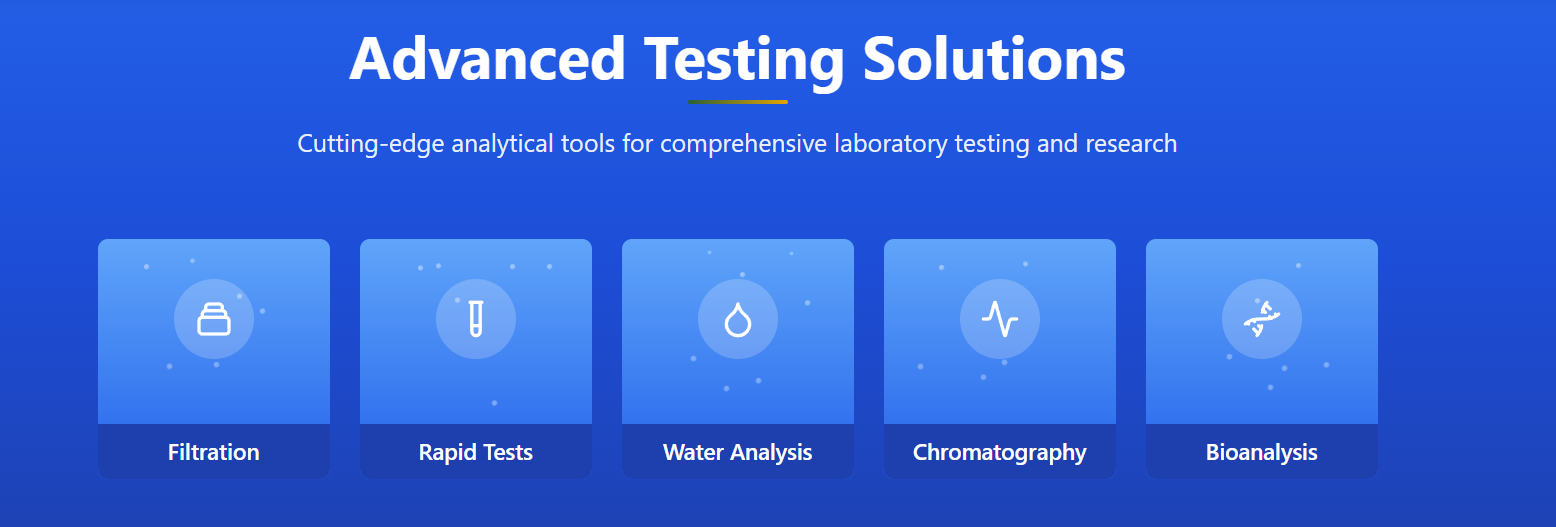 Advanced Testing Solutions
Cutting-edge analytical tools for comprehensive laboratory testing and research
Filtration
Rapid Tests
Water Analysis
Chromatography
Bioanalysis